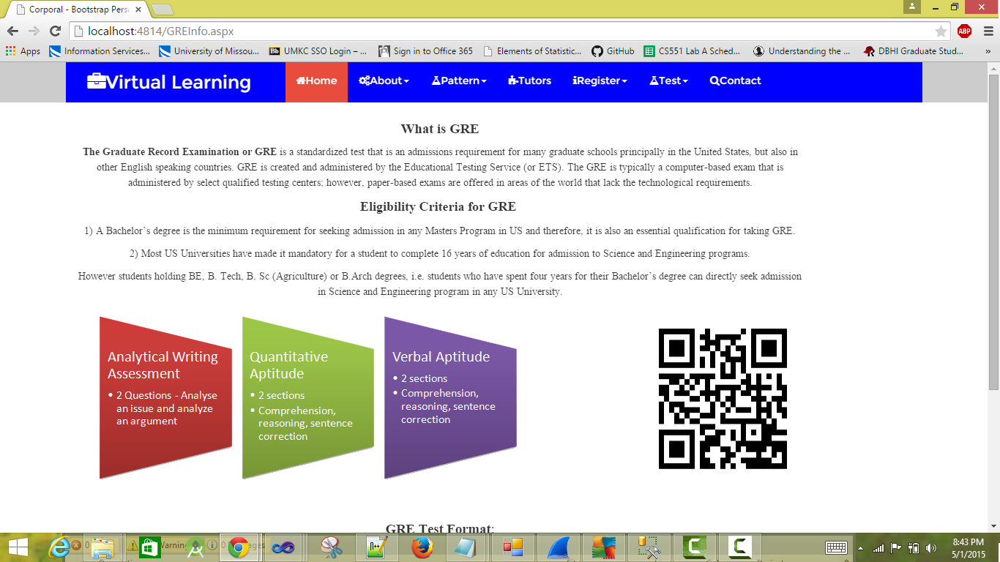 Corporal - Bootstrap Pers
localhost:4814/GREInfo.aspx
ABP
Apps Information Services... University of Missou... Bb UMKC SSO Login – ... Sign in to Office 365 Elements of Statistic... GitHub CS551 Lab A Sched... Understanding the ... DBHI Graduate Stud... »
Virtual Learning Home About Pattern Tutors Register Test Contact
What is GRE
The Graduate Record Examination or GRE is a standardized test that is an admissions requirement for many graduate schools principally in the United States, but also in
other English speaking countries. GRE is created and administered by the Educational Testing Service (or ETS). The GRE is typically a computer-based exam that is
administered by select qualified testing centers; however, paper-based exams are offered in areas of the world that lack the technological requirements.
Eligibility Criteria for GRE
1) A Bachelor’s degree is the minimum requirement for seeking admission in any Masters Program in US and therefore, it is also an essential qualification for taking GRE.
2) Most US Universities have made it mandatory for a student to complete 16 years of education for admission to Science and Engineering programs.
However students holding BE, B. Tech, B. Sc (Agriculture) or B.Arch degrees, i.e. students who have spent four years for their Bachelor’s degree can directly seek admission
in Science and Engineering program in any US University.
Analytical Writing
Assessment
• 2 Questions - Analyse
an issue and analyze
an argument
Quantitative
Aptitude
• 2 sections
• Comprehension,
reasoning, sentence
correction
Verbal Aptitude
• 2 sections
• Comprehension,
reasoning, sentence
correction
GRE Test Format:
8:43 PM
5/1/2015